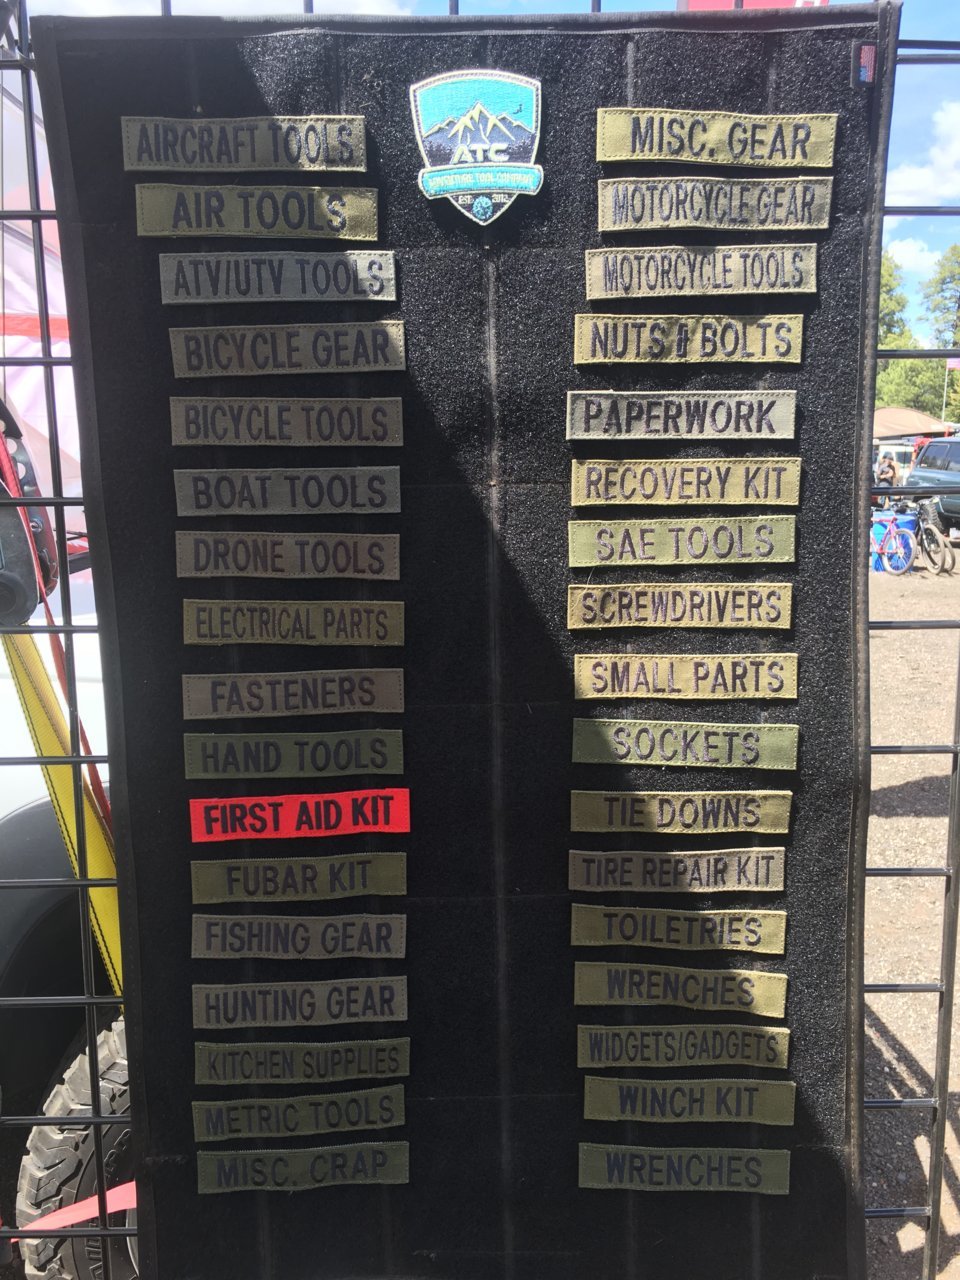 AIRCRAFT TOOLS
AIR TOOLS
ATV/UTV TOOLS
BICYCLE GEAR
BICYCLE TOOLS
BOAT TOOLS
DRONE TOOLS
ELECTRICAL PARTS
FASTENERS
HAND TOOLS
FIRST AID KIT
FUBAR KIT
FISHING GEAR
HUNTING GEAR
KITCHEN SUPPLIES
METRIC TOOLS
MISC. CRAP
ATC
ADVENTURE TOOL COMPANY
EST. 2012
MISC. GEAR
MOTORCYCLE GEAR
MOTORCYCLE TOOLS
NUTS & BOLTS
PAPERWORK
RECOVERY KIT
SAE TOOLS
SCREWDRIVERS
SMALL PARTS
SOCKETS
TIE DOWNS
TIRE REPAIR KIT
TOILETRIES
WRENCHES
WIDGETS/GADGETS
WINCH KIT
WRENCHES